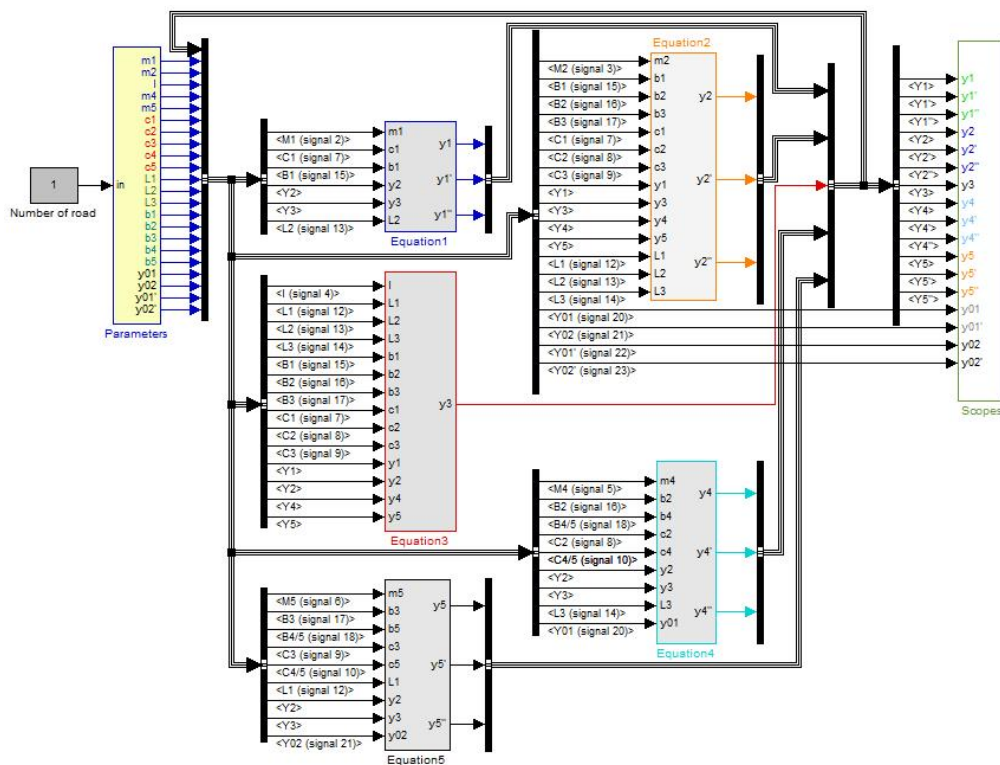 1
in
Number of road
m1
m2
I
m4
m5
c1
c2
c3
c4
c5
L1
L2
L3
b1
b2
b3
b4
b5
y01
y02
y01'
y02'
Parameters
<M1 (signal 2)>
<C1 (signal 7)>
<B1 (signal 15)>
<Y2>
<Y3>
<L2 (signal 13)>
m1
c1
b1
y2
y3
L2
y1
y1'
y1''
Equation1
Equation2
<M2 (signal 3)>
<B1 (signal 15)>
<B2 (signal 16)>
<B3 (signal 17)>
<C1 (signal 7)>
<C2 (signal 8)>
<C3 (signal 9)>
<Y1>
<Y3>
<Y4>
<Y5>
<L1 (signal 12)>
<L2 (signal 13)>
<L3 (signal 14)>
<Y01 (signal 20)>
<Y02 (signal 21)>
<Y01' (signal 22)>
<Y02' (signal 23)>
m2
b1
b2
b3
c1
c2
c3
y1
y3
y4
y5
L1
L2
L3
y2
y2'
y2''
<I (signal 4)>
<L1 (signal 12)>
<L2 (signal 13)>
<L3 (signal 14)>
<B1 (signal 15)>
<B2 (signal 16)>
<B3 (signal 17)>
<C1 (signal 7)>
<C2 (signal 8)>
<C3 (signal 9)>
<Y1>
<Y2>
<Y4>
<Y5>
I
L1
L2
L3
b1
b2
b3
c1
c2
c3
y1
y2
y4
y5
y3
Equation3
<M4 (signal 5)>
<B2 (signal 16)>
<B4/5 (signal 18)>
<C2 (signal 8)>
<C4/5 (signal 10)>
<Y2>
<Y3>
<L3 (signal 14)>
<Y01 (signal 20)>
m4
b2
b4
c2
c4
y2
y3
L3
y01
y4
y4'
y4''
Equation4
<M5 (signal 6)>
<B3 (signal 17)>
<B4/5 (signal 18)>
<C3 (signal 9)>
<C4/5 (signal 10)>
<L1 (signal 12)>
<Y2>
<Y3>
<Y02 (signal 21)>
m5
b3
b5
c3
c5
L1
y2
y3
y02
y5
y5'
y5''
Equation5
<Y1>
<Y1'>
<Y1''>
<Y2>
<Y2'>
<Y2''>
<Y3>
<Y4>
<Y4'>
<Y4''>
<Y5>
<Y5'>
<Y5''>
y1
y1'
y1''
y2
y2'
y2''
y3
y4
y4'
y4''
y5
y5'
y5''
y01
y01'
y02
y02'
Scopes